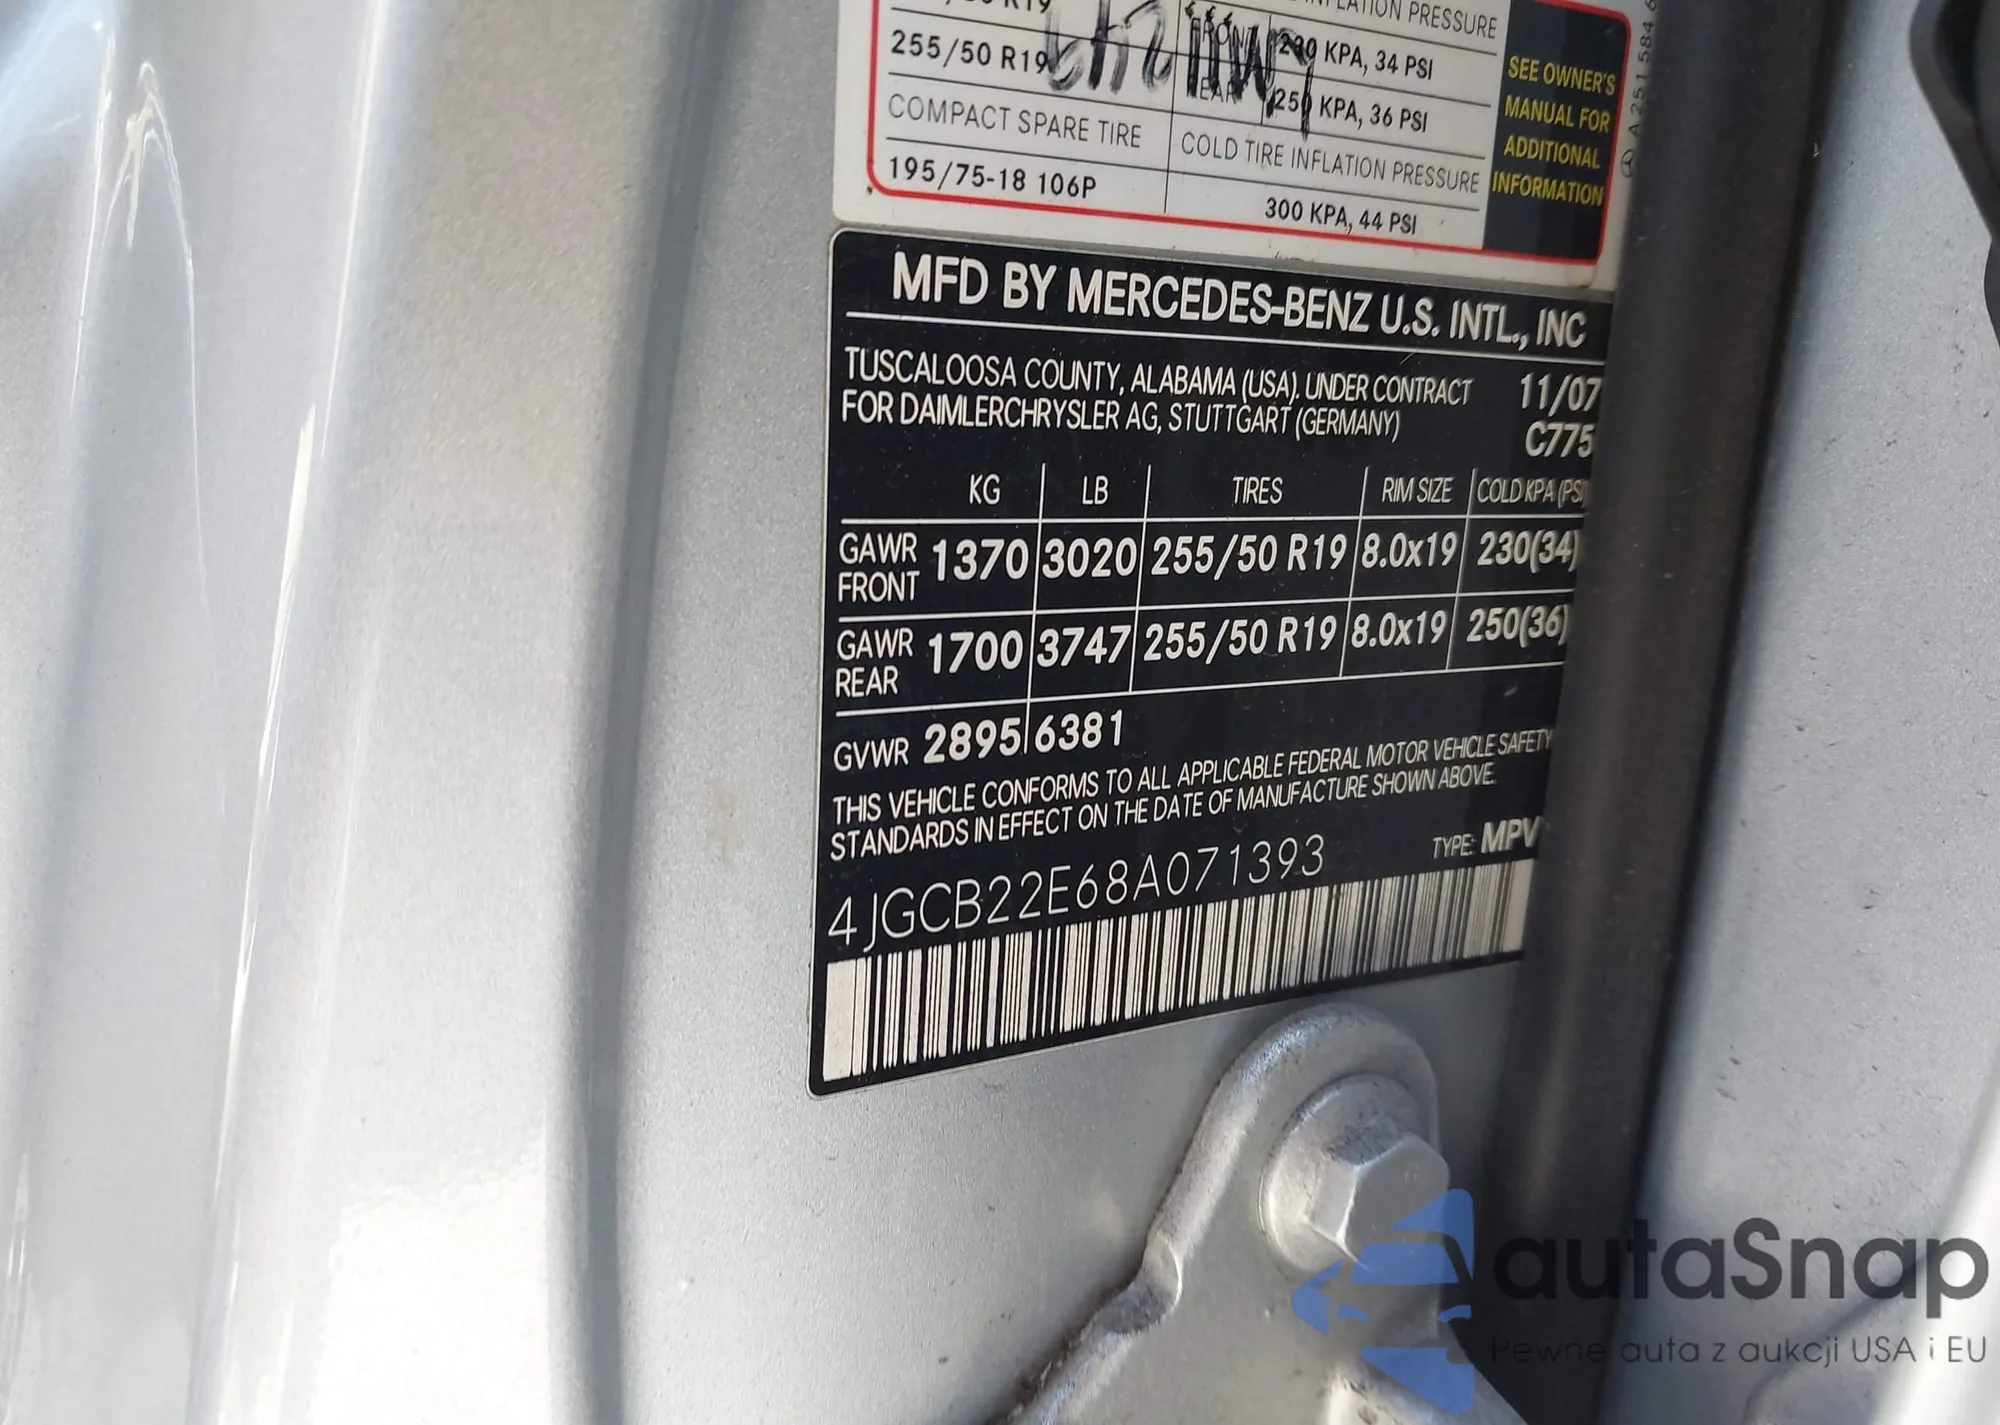 255/50 R19
230 KPA, 34 PSI
250 KPA, 36 PSI
COMPACT SPARE TIRE
COLD TIRE INFLATION PRESSURE
195/75-18 106P
300 KPA, 44 PSI
SEE OWNER'S
MANUAL FOR
ADDITIONAL
INFORMATION
MFD BY MERCEDES-BENZ U.S. INTL., INC
TUSCALOOSA COUNTY, ALABAMA (USA). UNDER CONTRACT 11/07
FOR DAIMLERCHRYSLER AG, STUTTGART (GERMANY) C775
KG LB TIRES RIM SIZE COLD KPA (PSI)
GAWR FRONT 1370 3020 255/50 R19 8.0x19 230(34)
GAWR REAR 1700 3747 255/50 R19 8.0x19 250(36)
GVWR 2895 6381
THIS VEHICLE CONFORMS TO ALL APPLICABLE FEDERAL MOTOR VEHICLE SAFETY
STANDARDS IN EFFECT ON THE DATE OF MANUFACTURE SHOWN ABOVE.
4JGCB22E68A071393 TYPE: MPV
autaSnap
Pewne auta z aukcji USA i EU